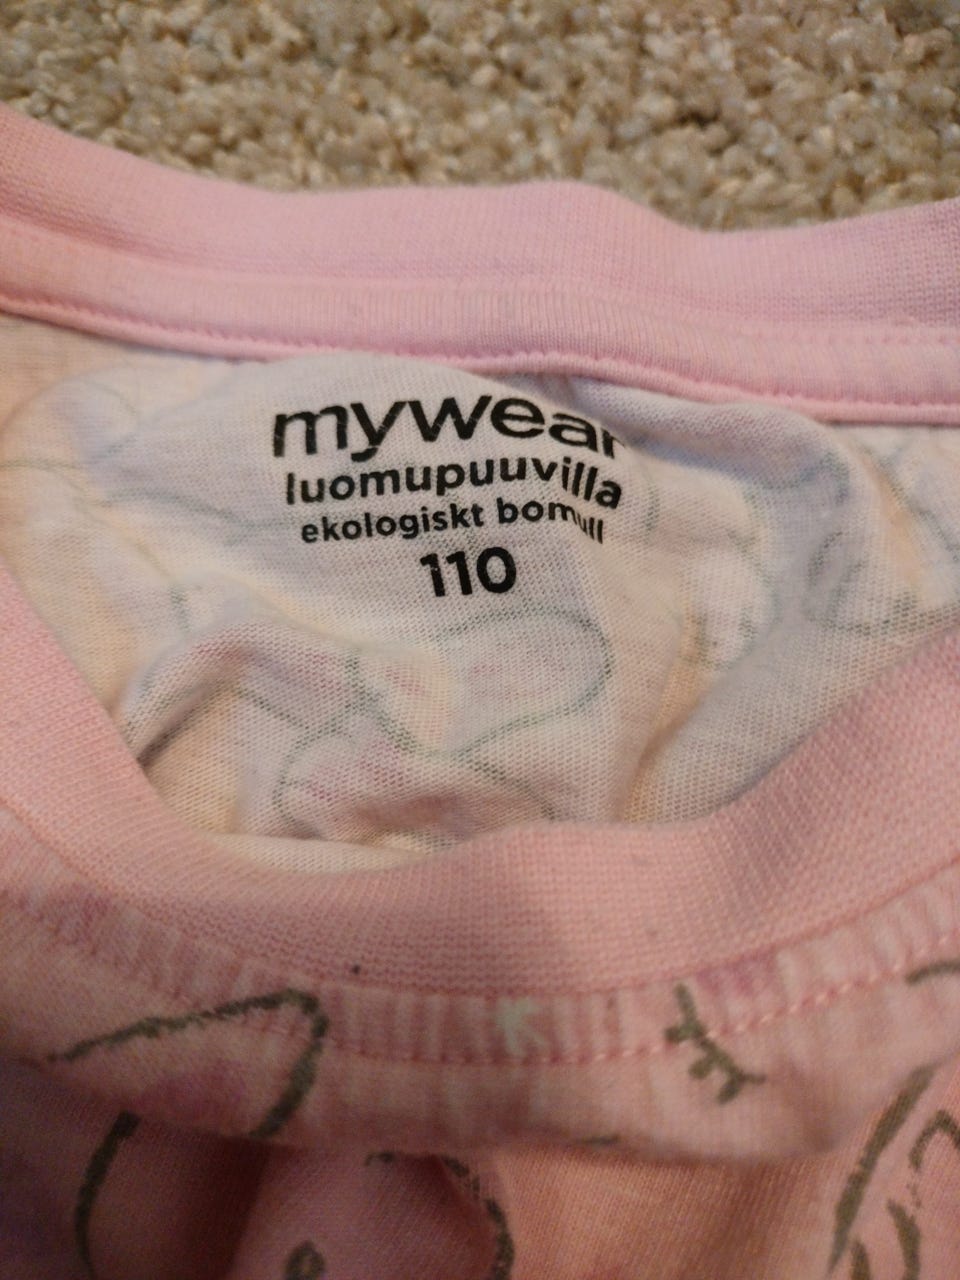 mywear
luomupuuvilla
ekologiskt bomull
110